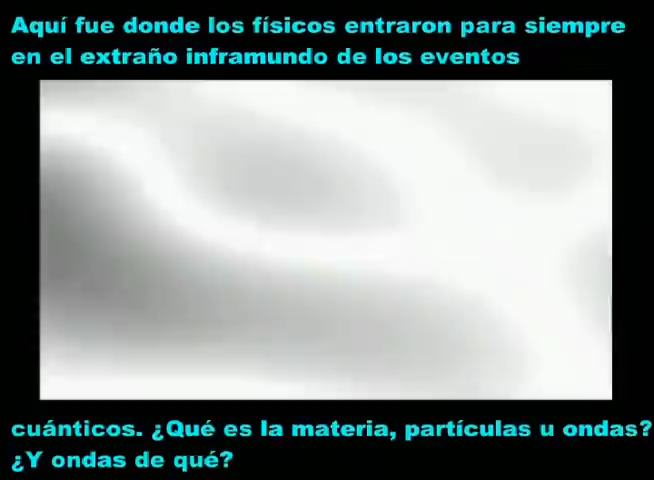 Aquí fue donde los físicos entraron para siempre
en el extraño inframundo de los eventos
cuánticos. ¿Qué es la materia, partículas u ondas?
¿Y ondas de qué?